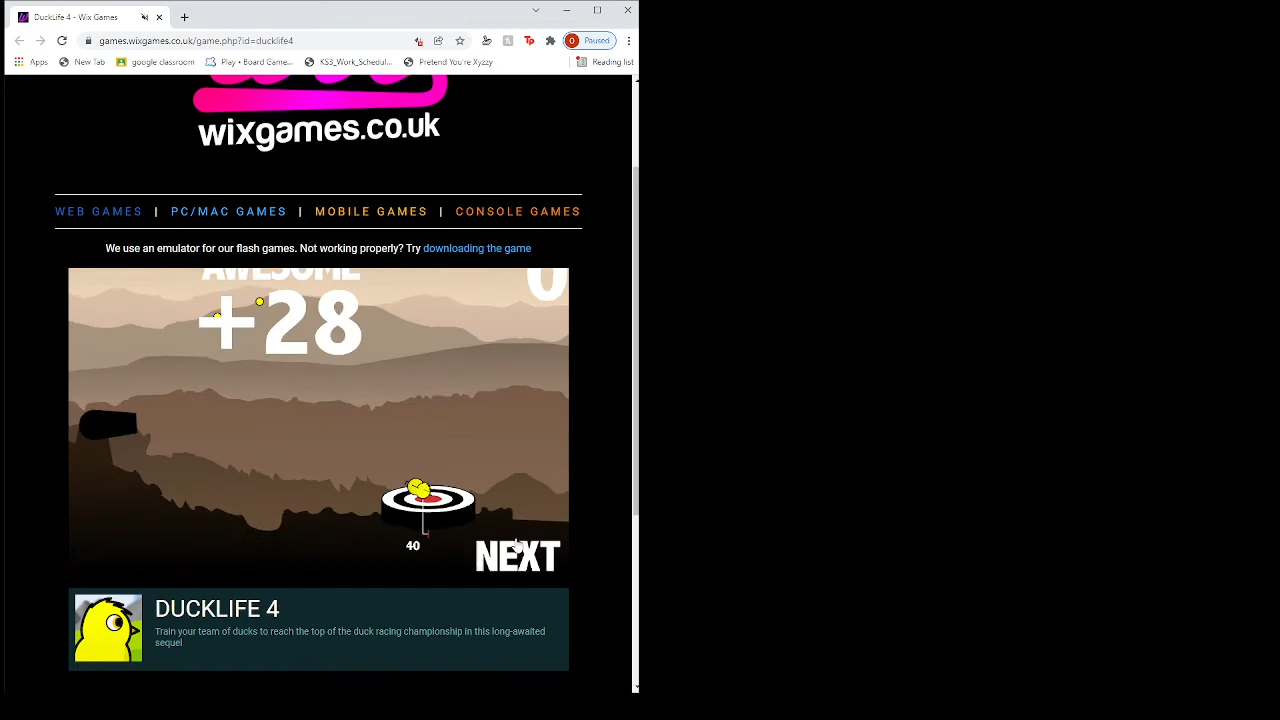 DuckLife 4 - Wix Games
games.wixgames.co.uk/game.php?id=ducklife4
Tp
O Paused
Apps New Tab google classroom Play • Board Game... KS3_Work_Schedul... Pretend You're Xyzzy Reading list
wixgames.co.uk
WEB GAMES | PC/MAC GAMES | MOBILE GAMES | CONSOLE GAMES
We use an emulator for our flash games. Not working properly? Try downloading the game
AWESOME
0
+28
40
NEXT
DUCKLIFE 4
Train your team of ducks to reach the top of the duck racing championship in this long-awaited
sequel